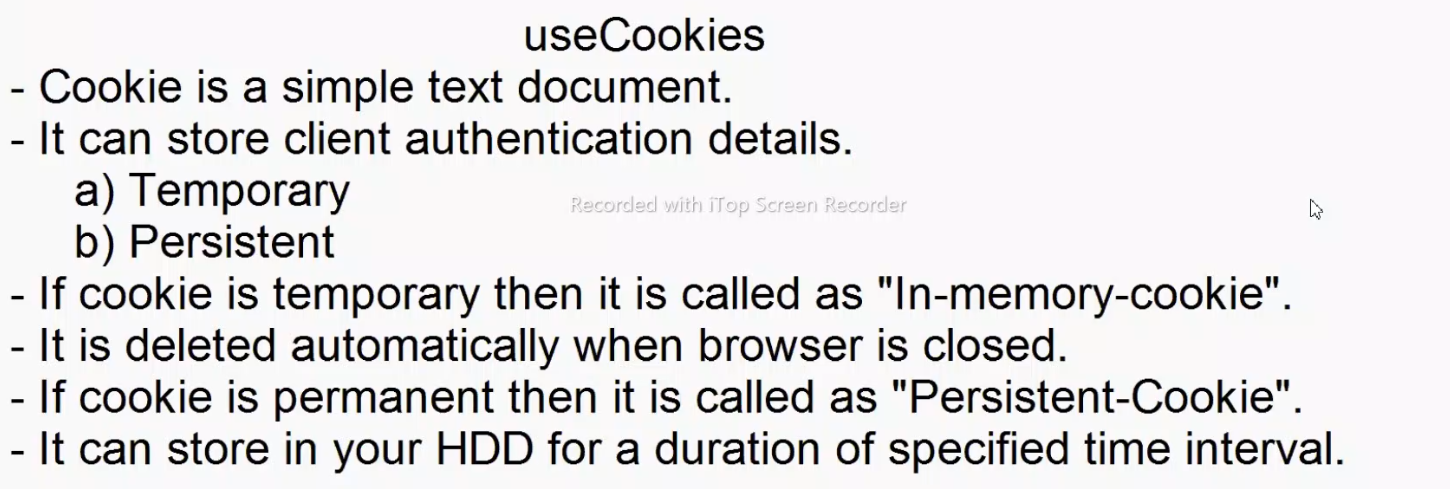 useCookies
- Cookie is a simple text document.
- It can store client authentication details.
a) Temporary
Recorded with iTop Screen Recorder
b) Persistent
- If cookie is temporary then it is called as "In-memory-cookie".
- It is deleted automatically when browser is closed.
- If cookie is permanent then it is called as "Persistent-Cookie".
- It can store in your HDD for a duration of specified time interval.